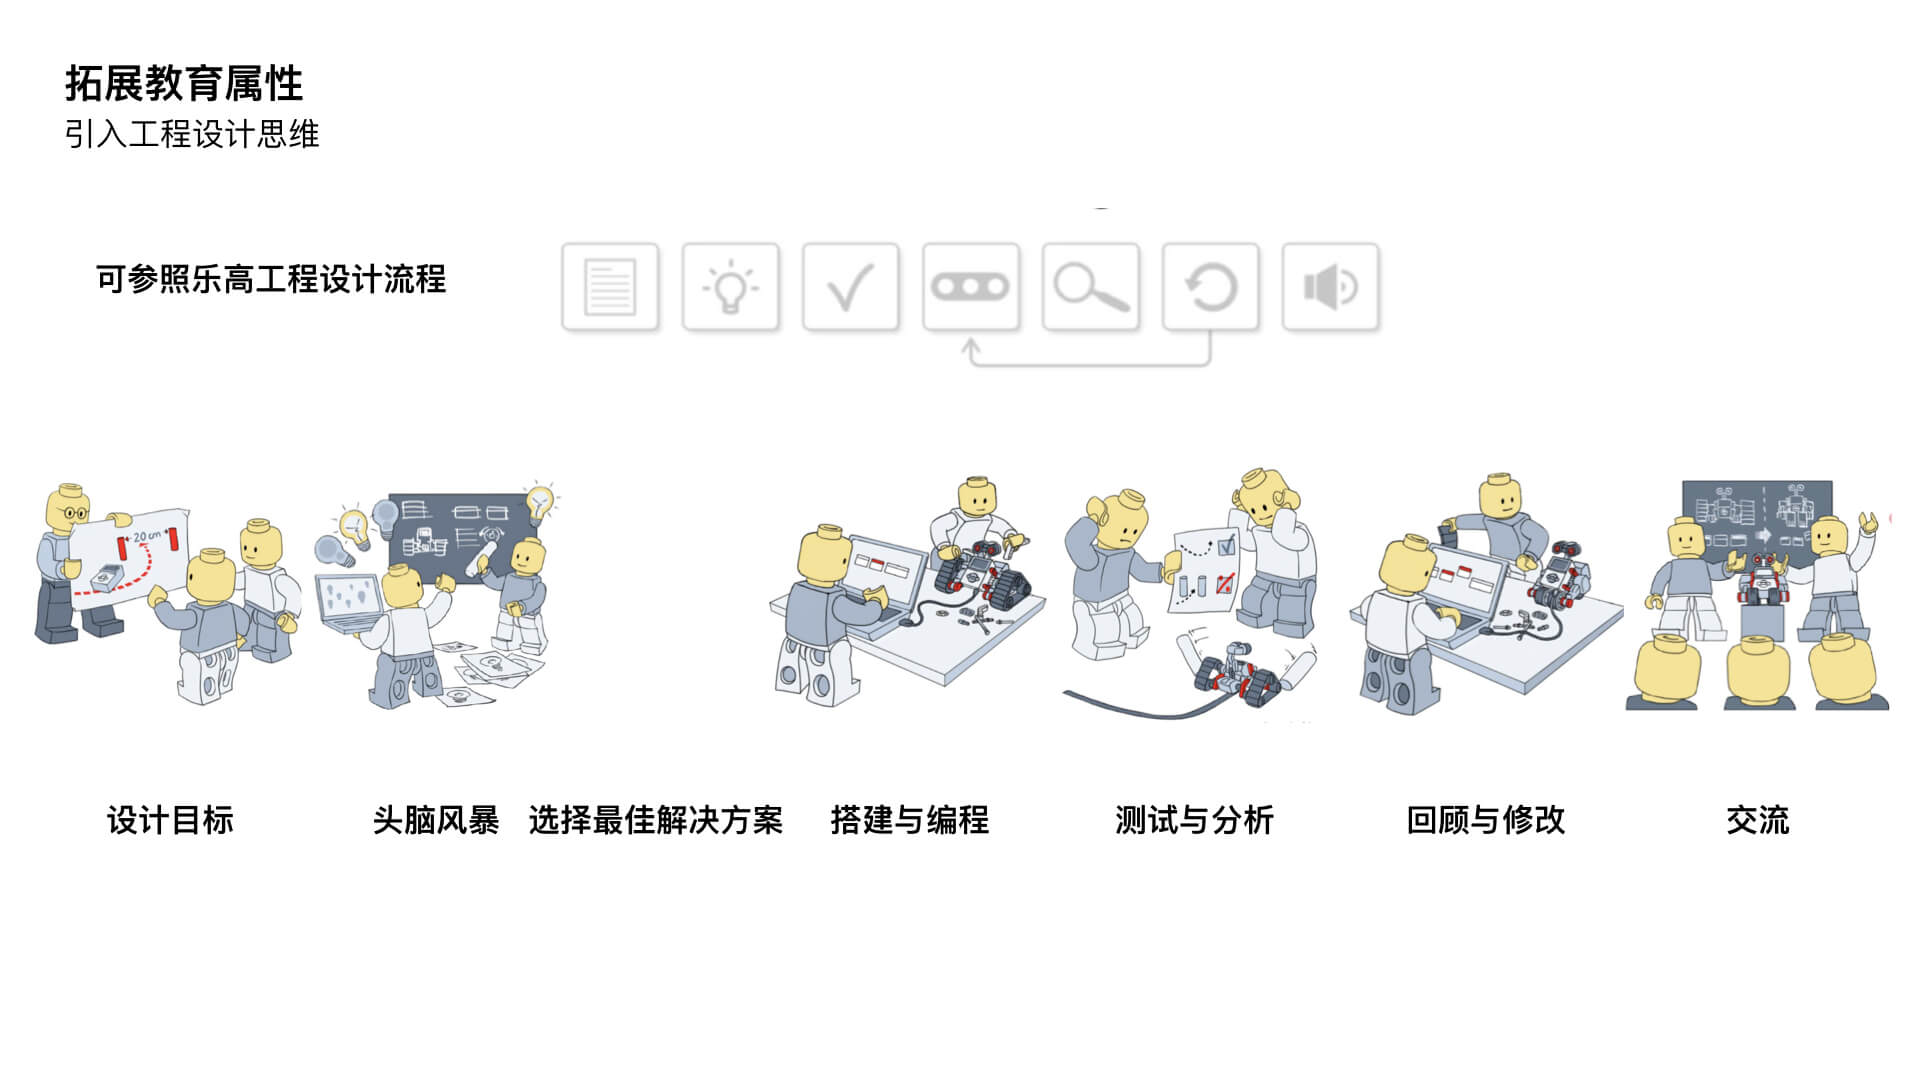 拓展教育属性
引入工程设计思维
可参照乐高工程设计流程
20 cm
设计目标
头脑风暴
选择最佳解决方案
搭建与编程
测试与分析
回顾与修改
交流